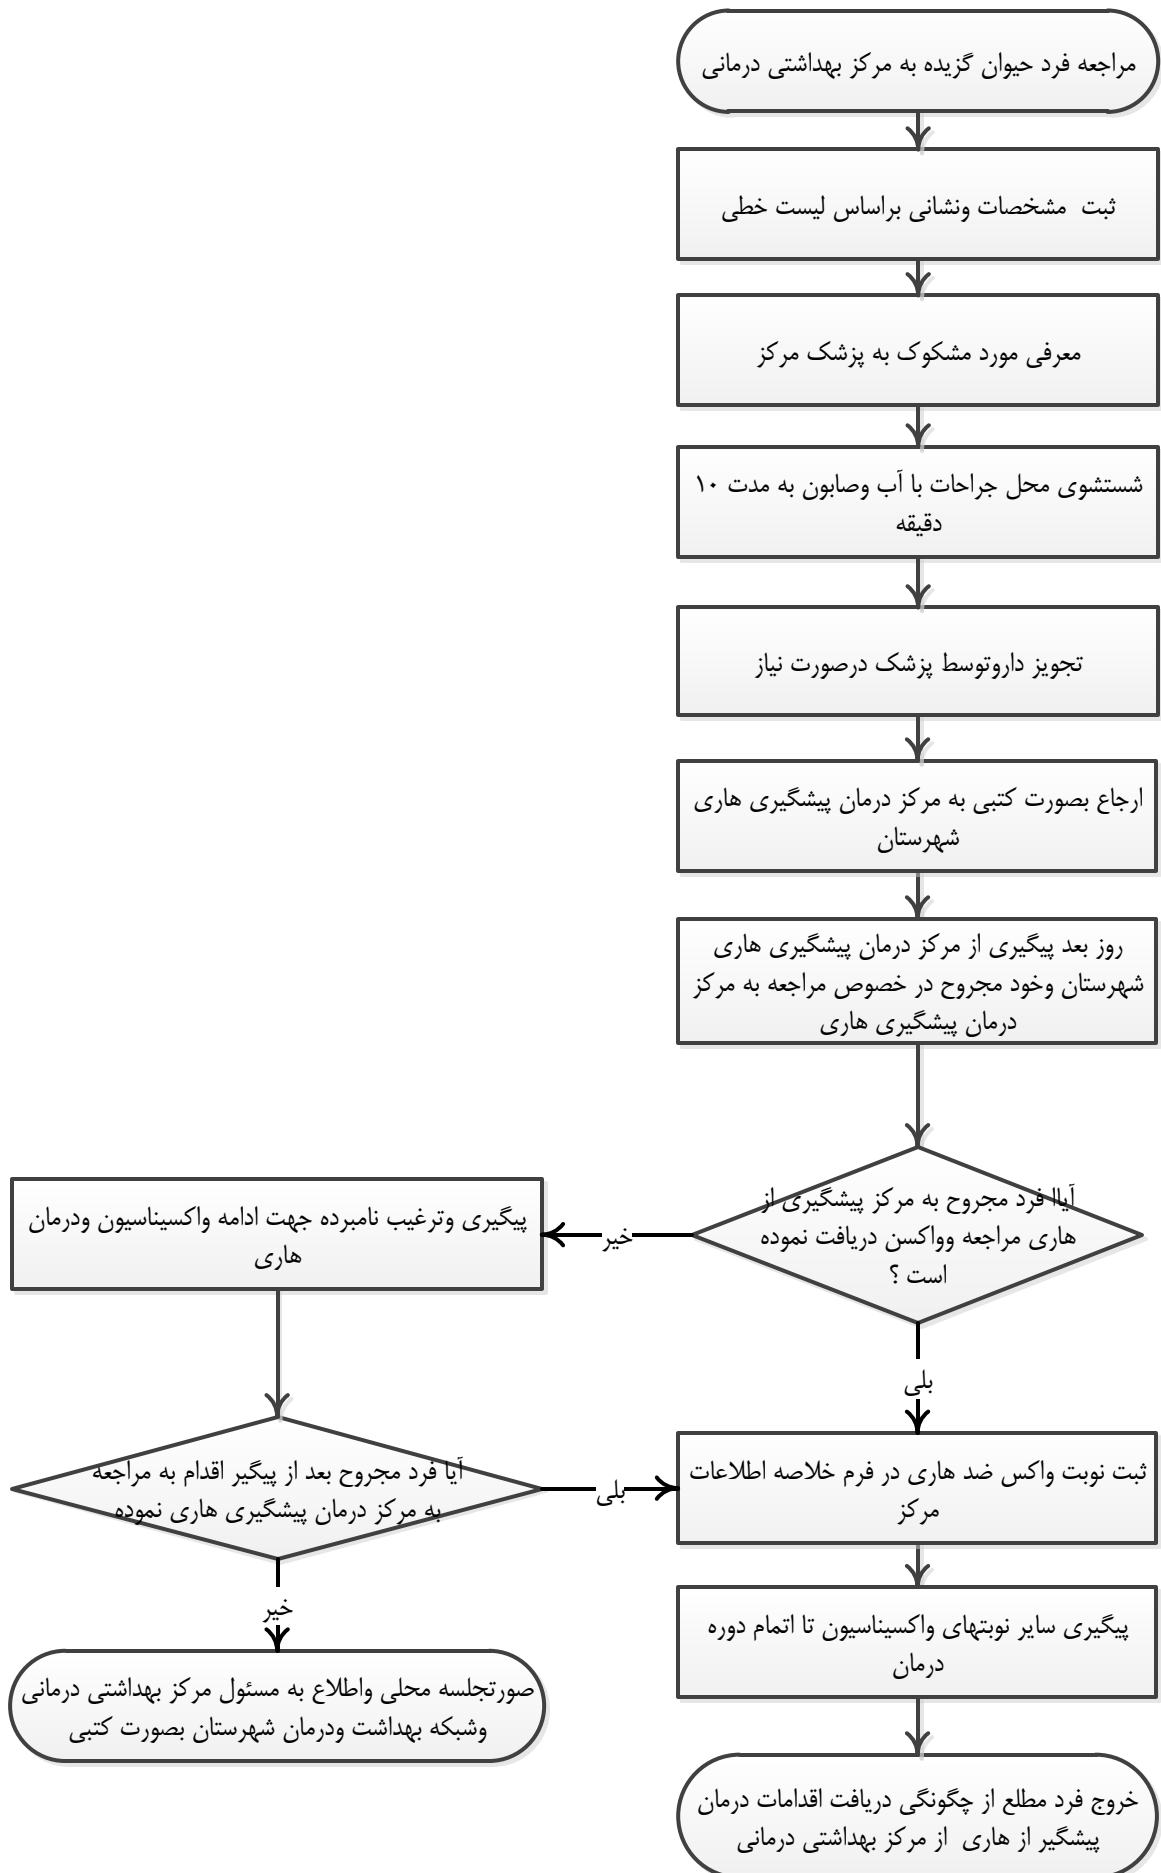 مراجعه فرد حیوان گزیده به مرکز بهداشتی درمانی
ثبت مشخصات ونشانی براساس لیست خطی
معرفی مورد مشکوک به پزشک مرکز
شستشوی محل جراحات با آب وصابون به مدت ۱۰
دقیقه
تجویز داروتوسط پزشک درصورت نیاز
ارجاع بصورت کتبی به مرکز درمان پیشگیری هاری
شهرستان
روز بعد پیگیری از مرکز درمان پیشگیری هاری
شهرستان وخود مجروح در خصوص مراجعه به مرکز
درمان پیشگیری هاری
آیاا فرد مجروح به مرکز پیشگیری از
هاری مراجعه وواکسن دریافت نموده
است ؟
خیر
پیگیری وترغیب نامبرده جهت ادامه واکسیناسیون ودرمان
هاری
بلی
آیا فرد مجروح بعد از پیگیر اقدام به مراجعه
به مرکز درمان پیشگیری هاری نموده
بلی
ثبت نوبت واکس ضد هاری در فرم خلاصه اطلاعات
مرکز
خیر
صورتجلسه محلی واطلاع به مسئول مرکز بهداشتی درمانی
وشبکه بهداشت ودرمان شهرستان بصورت کتبی
پیگیری سایر نوبتهای واکسیناسیون تا اتمام دوره
درمان
خروج فرد مطلع از چگونگی دریافت اقدامات درمان
پیشگیر از هاری از مرکز بهداشتی درمانی